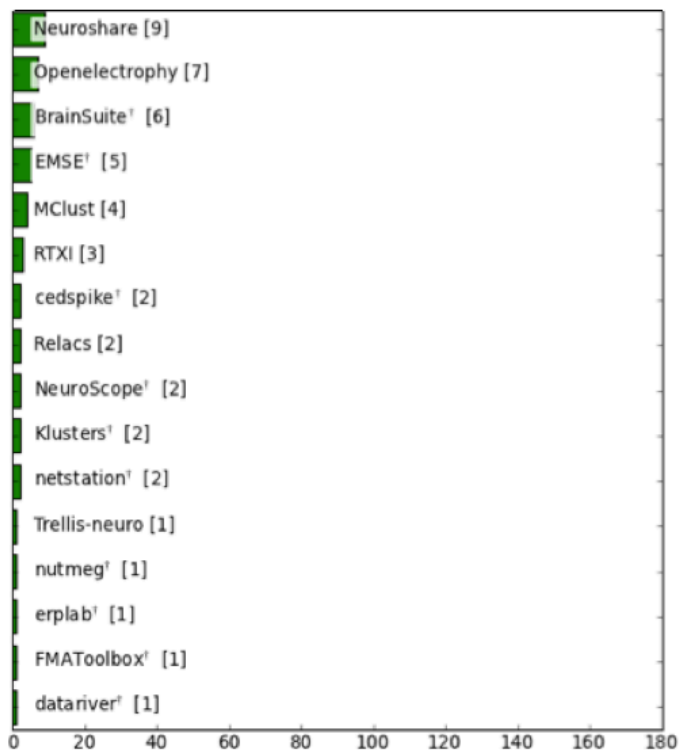 Neuroshare [9]
Openelectrophy [7]
BrainSuite† [6]
EMSE† [5]
MClust [4]
RTXI [3]
cedspike† [2]
Relacs [2]
NeuroScope† [2]
Klusters† [2]
netstation† [2]
Trellis-neuro [1]
nutmeg† [1]
erplab† [1]
FMAToolbox† [1]
datariver† [1]
0 20 40 60 80 100 120 140 160 180